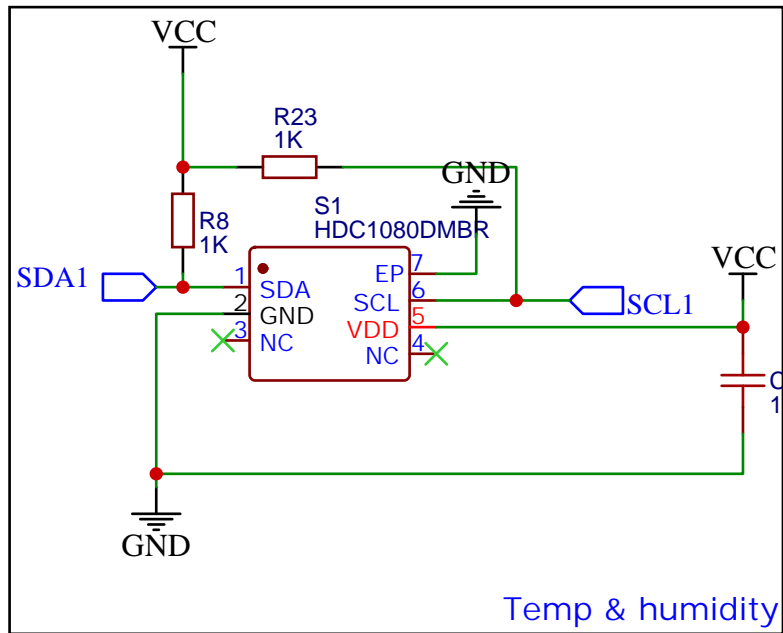 VCC
R23
1K
GND
R8
1K
S1
HDC1080DMBR
VCC
SDA1
1
SDA
2
GND
3
NC
7
EP
6
SCL
5
VDD
4
NC
SCL1
C
1
GND
Temp & humidity